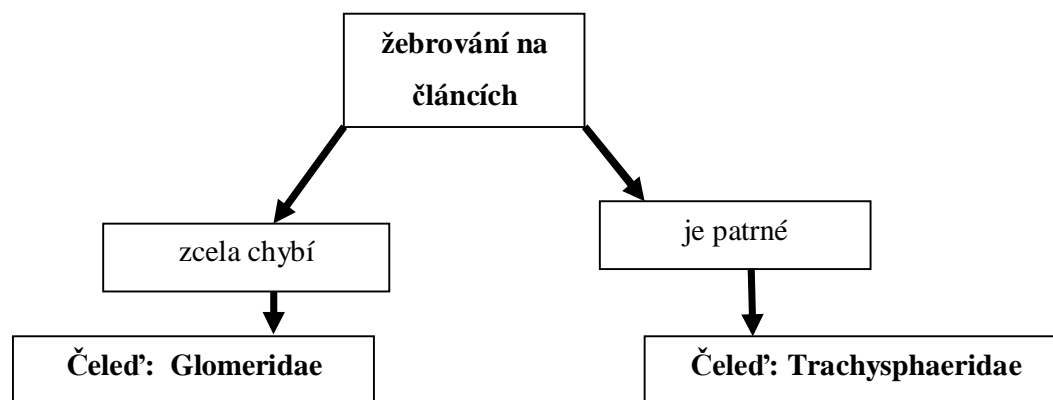 žebrování na
článcích
zcela chybí
je patrné
Čeleď: Glomeridae
Čeleď: Trachysphaeridae